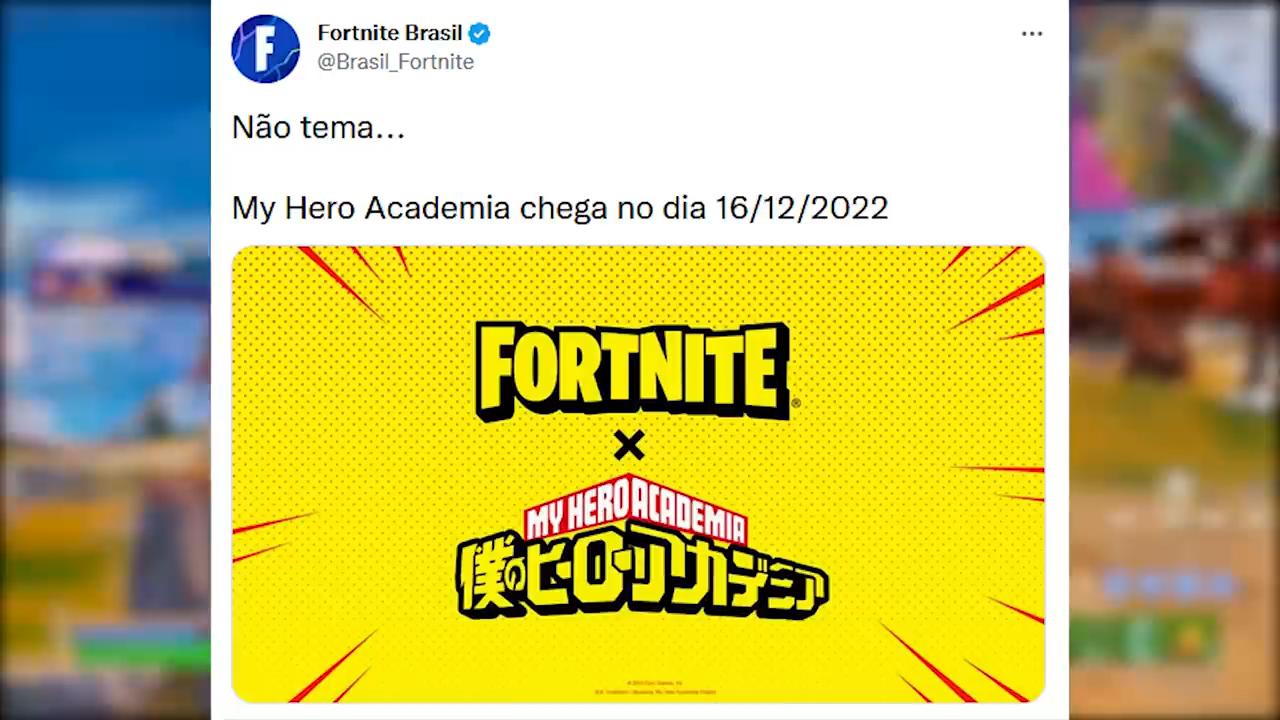 Fortnite Brasil
@Brasil_Fortnite
Não tema...
My Hero Academia chega no dia 16/12/2022
FORTNITE
®
×
MY HERO ACADEMIA
僕のヒーローアカデミア